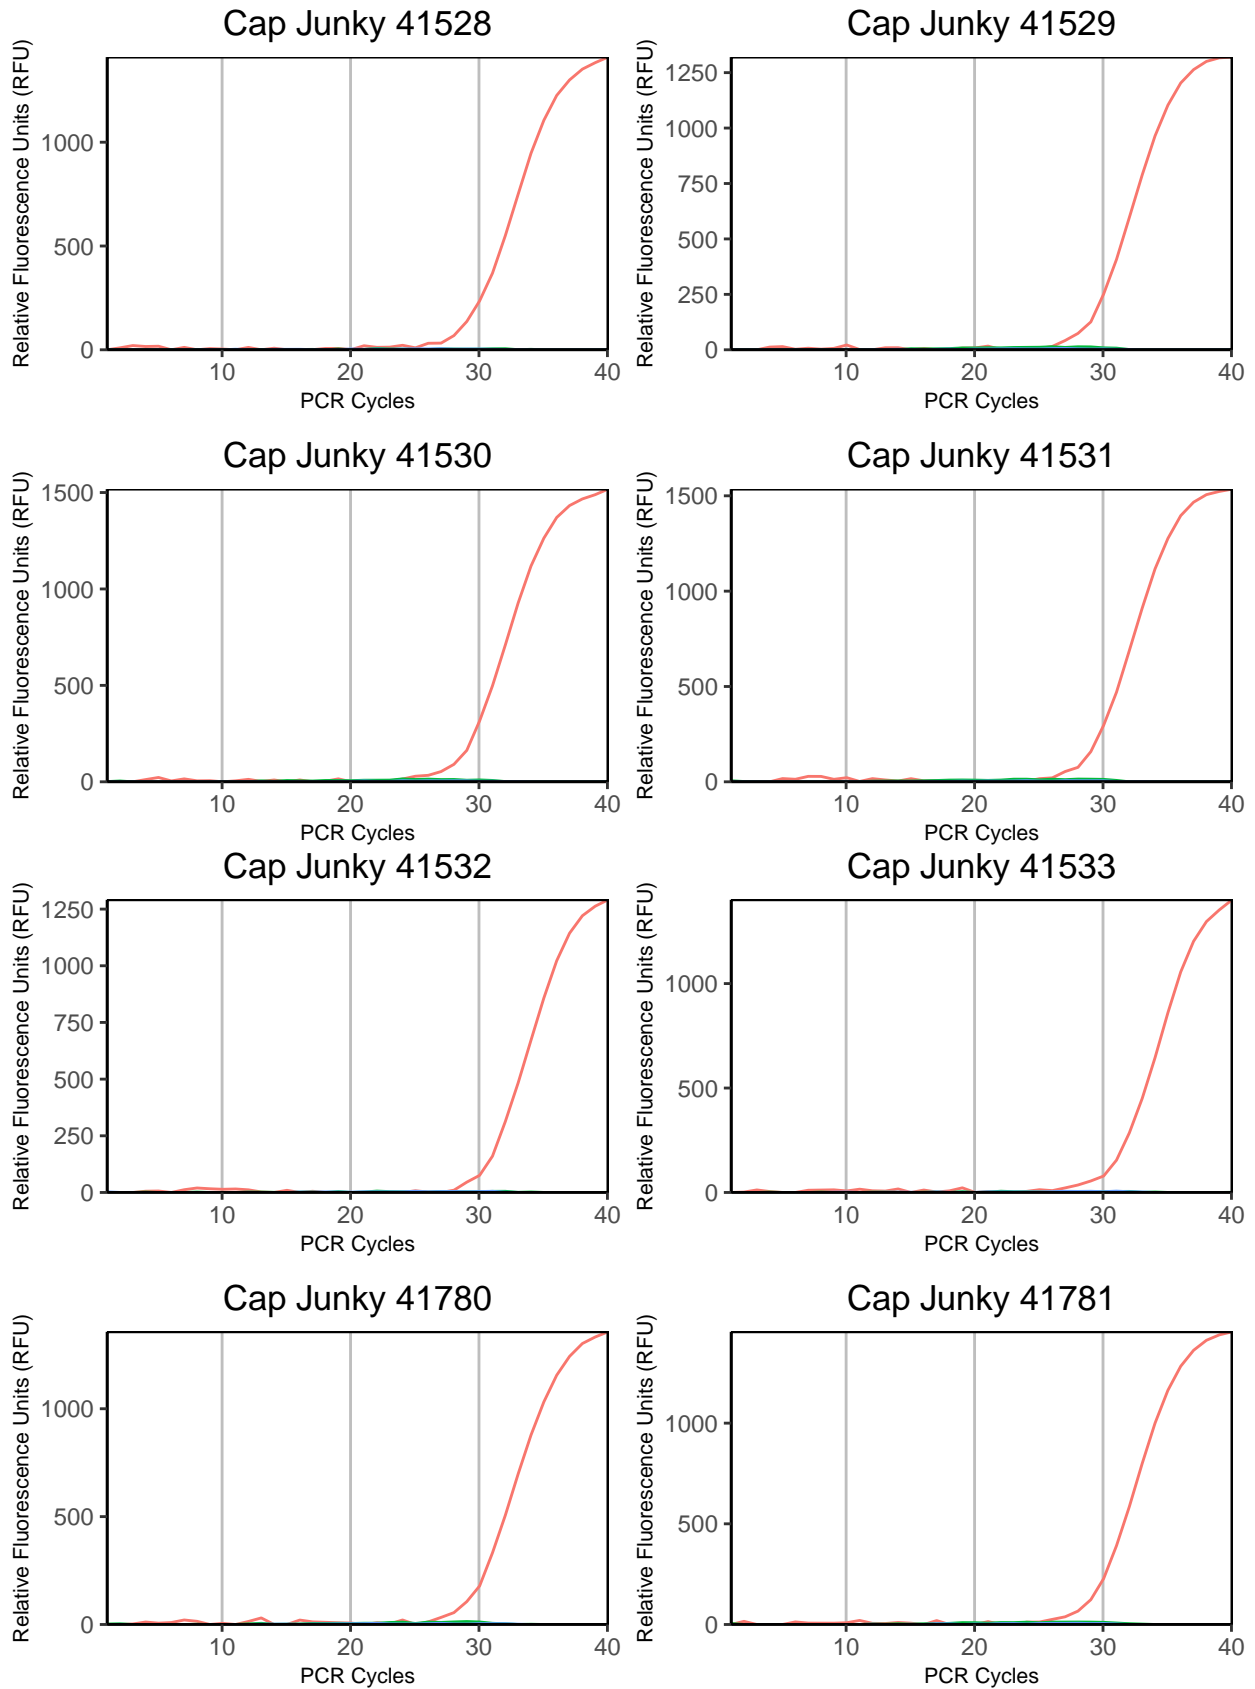 Cap Junky 41528
Relative Fluorescence Units (RFU)
1000
500
0
10 20 30 40
PCR Cycles
Cap Junky 41529
Relative Fluorescence Units (RFU)
1250
1000
750
500
250
0
10 20 30 40
PCR Cycles
Cap Junky 41530
Relative Fluorescence Units (RFU)
1500
1000
500
0
10 20 30 40
PCR Cycles
Cap Junky 41531
Relative Fluorescence Units (RFU)
1500
1000
500
0
10 20 30 40
PCR Cycles
Cap Junky 41532
Relative Fluorescence Units (RFU)
1250
1000
750
500
250
0
10 20 30 40
PCR Cycles
Cap Junky 41533
Relative Fluorescence Units (RFU)
1000
500
0
10 20 30 40
PCR Cycles
Cap Junky 41780
Relative Fluorescence Units (RFU)
1000
500
0
10 20 30 40
PCR Cycles
Cap Junky 41781
Relative Fluorescence Units (RFU)
1000
500
0
10 20 30 40
PCR Cycles